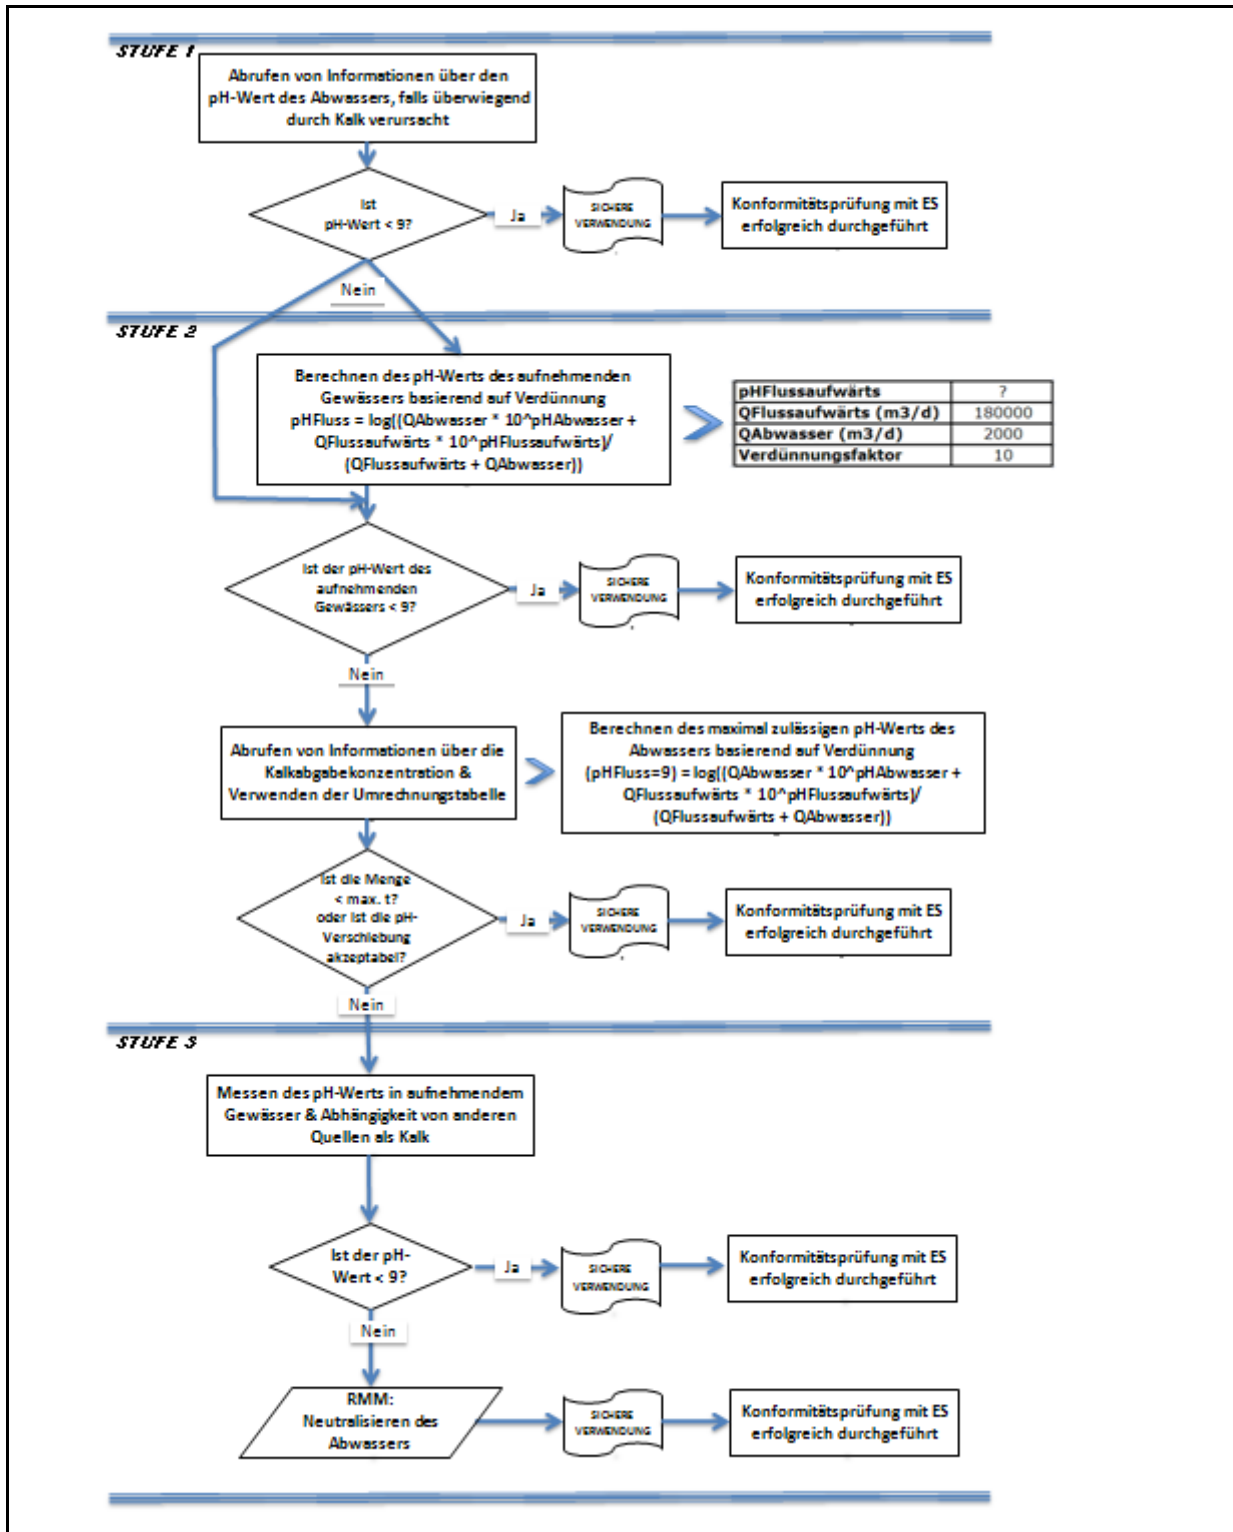 STUFE 1
Abrufen von Informationen über den
pH-Wert des Abwassers, falls überwiegend
durch Kalk verursacht
Ist
pH-Wert < 9?
Ja
SICHERE
VERWENDUNG
Konformitätsprüfung mit ES
erfolgreich durchgeführt
Nein
STUFE 2
Berechnen des pH-Werts des aufnehmenden
Gewässers basierend auf Verdünnung
pHFluss = log((QAbwasser * 10^pHAbwasser +
QFlussaufwärts * 10^pHFlussaufwärts)/
(QFlussaufwärts + QAbwasser))
pHFlussaufwärts ?
QFlussaufwärts (m3/d) 180000
QAbwasser (m3/d) 2000
Verdünnungsfaktor 10
Ist der pH-Wert des
aufnehmenden
Gewässers < 9?
Ja
SICHERE
VERWENDUNG
Konformitätsprüfung mit ES
erfolgreich durchgeführt
Nein
Abrufen von Informationen über die
Kalkabgabekonzentration &
Verwenden der Umrechnungstabelle
Berechnen des maximal zulässigen pH-Werts des
Abwassers basierend auf Verdünnung
(pHFluss=9) = log((QAbwasser * 10^pHAbwasser +
QFlussaufwärts * 10^pHFlussaufwärts)/
(QFlussaufwärts + QAbwasser))
Ist die Menge
< max. t?
oder ist die pH-
Verschiebung
akzeptabel?
Ja
SICHERE
VERWENDUNG
Konformitätsprüfung mit ES
erfolgreich durchgeführt
Nein
STUFE 3
Messen des pH-Werts in aufnehmendem
Gewässer & Abhängigkeit von anderen
Quellen als Kalk
Ist der pH-
Wert < 9?
Ja
SICHERE
VERWENDUNG
Konformitätsprüfung mit ES
erfolgreich durchgeführt
Nein
RMM:
Neutralisieren des
Abwassers
SICHERE
VERWENDUNG
Konformitätsprüfung mit ES
erfolgreich durchgeführt